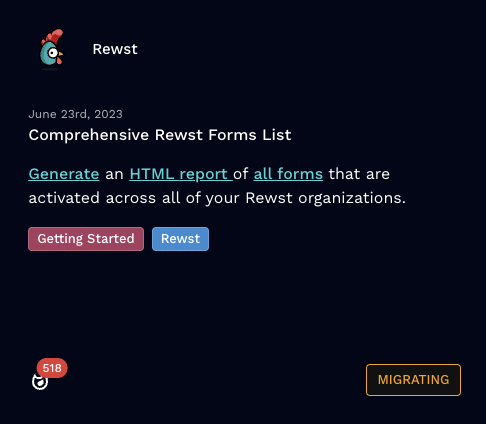 Rewst
June 23rd, 2023
Comprehensive Rewst Forms List
Generate an HTML report of all forms that are
activated across all of your Rewst organizations.
Getting Started Rewst
518
MIGRATING